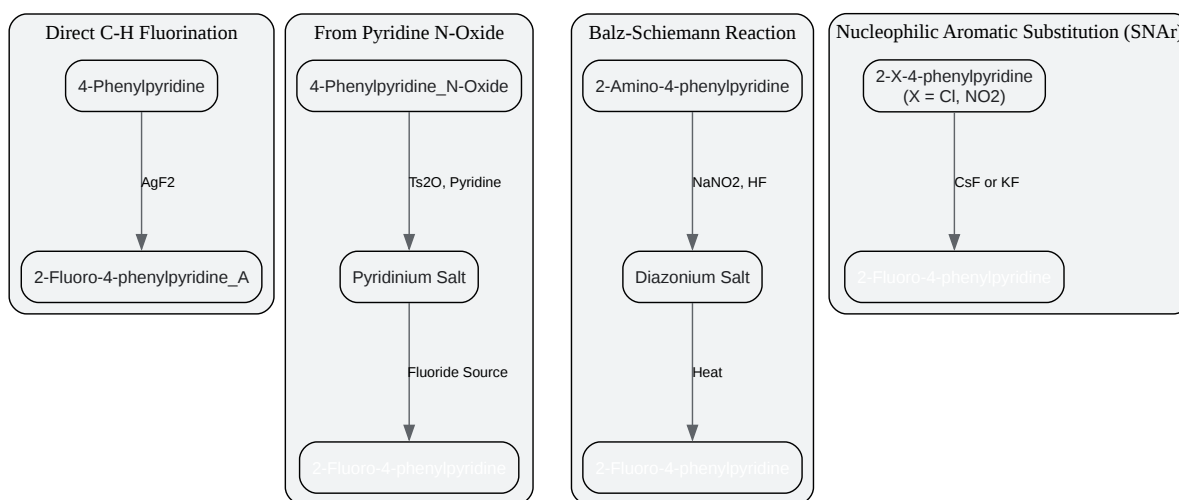 Direct C-H Fluorination
4-Phenylpyridine
AgF2
2-Fluoro-4-phenylpyridine_A
From Pyridine N-Oxide
4-Phenylpyridine_N-Oxide
Ts2O, Pyridine
Pyridinium Salt
Fluoride Source
2-Fluoro-4-phenylpyridine
Balz-Schiemann Reaction
2-Amino-4-phenylpyridine
NaNO2, HF
Diazonium Salt
Heat
2-Fluoro-4-phenylpyridine
Nucleophilic Aromatic Substitution (SNAr)
2-X-4-phenylpyridine
(X = Cl, NO2)
CsF or KF
2-Fluoro-4-phenylpyridine